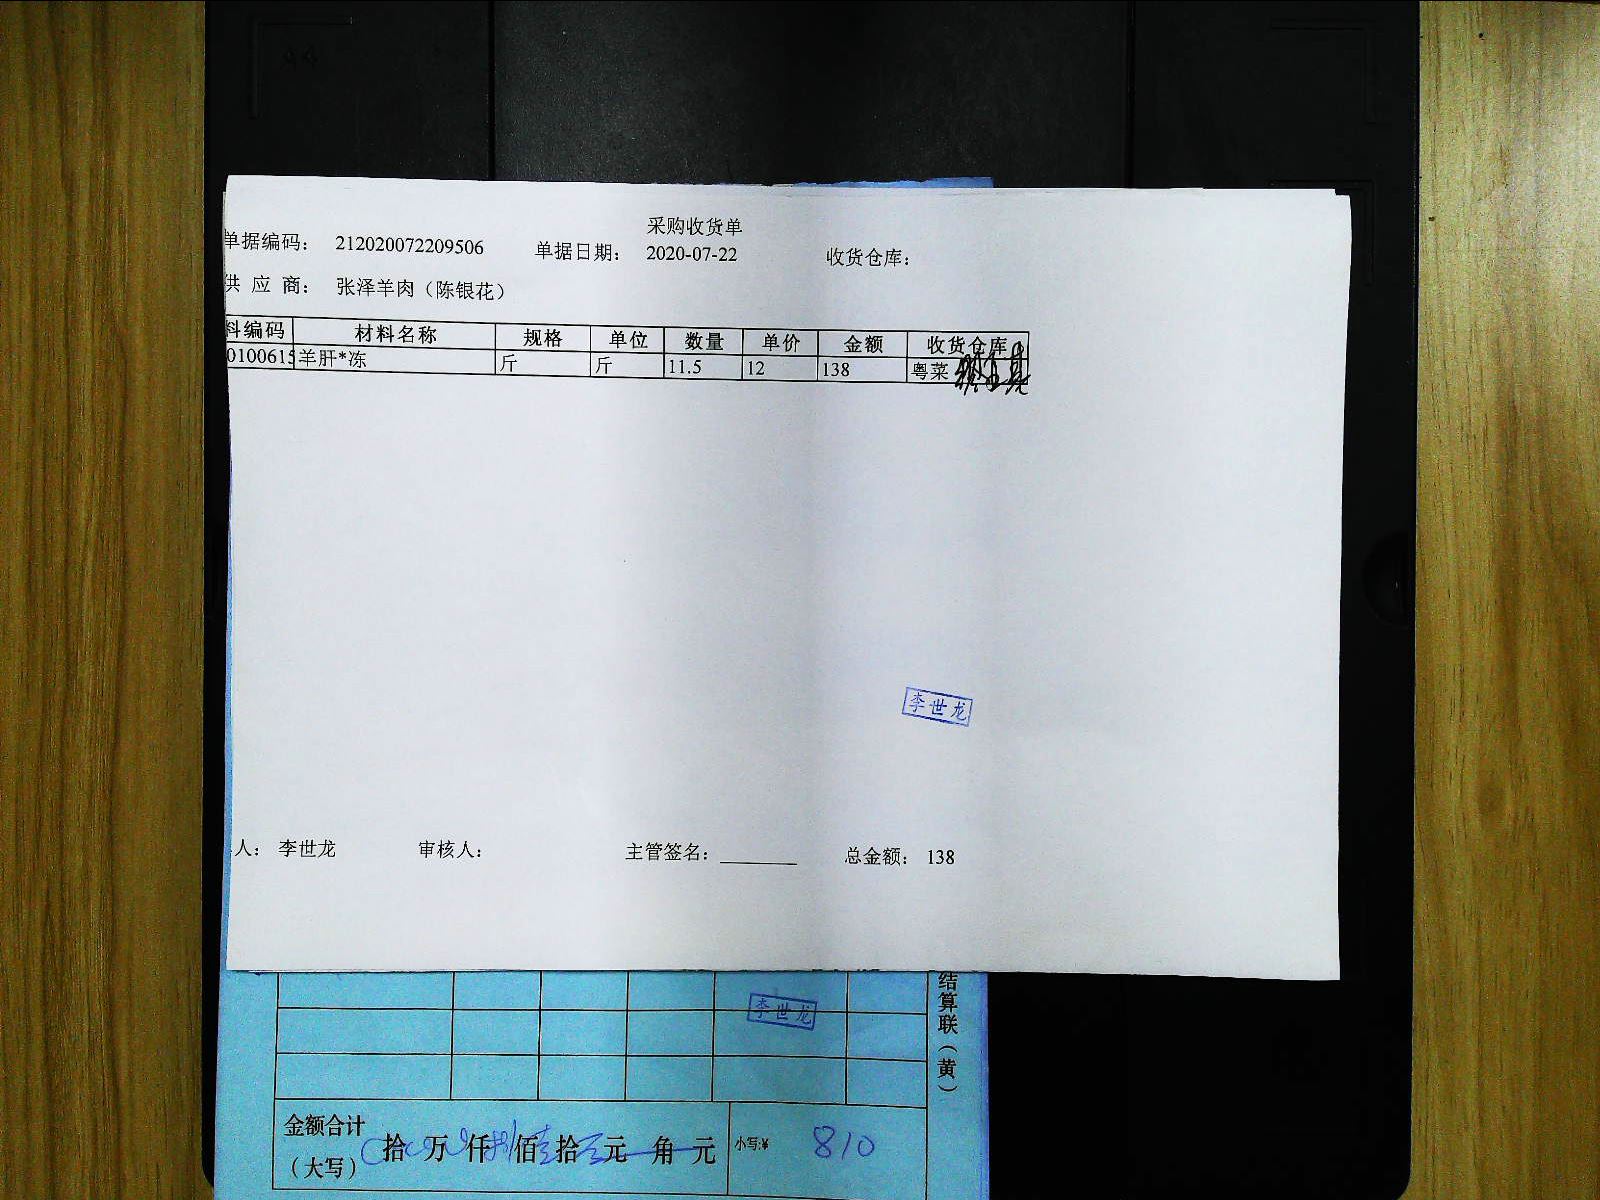 采购收货单
单据编码： 212020072209506 单据日期： 2020-07-22 收货仓库：
供 应 商： 张泽羊肉（陈银花）
料编码 材料名称 规格 单位 数量 单价 金额 收货仓库
0100615 羊肝*冻 斤 斤 11.5 12 138 粤菜
李世龙
人： 李世龙 审核人： 主管签名： 总金额： 138
李世龙
结算联（黄）
金额合计（大写） 拾 万 仟 捌佰 壹拾 元 角 元 小写:¥ 810